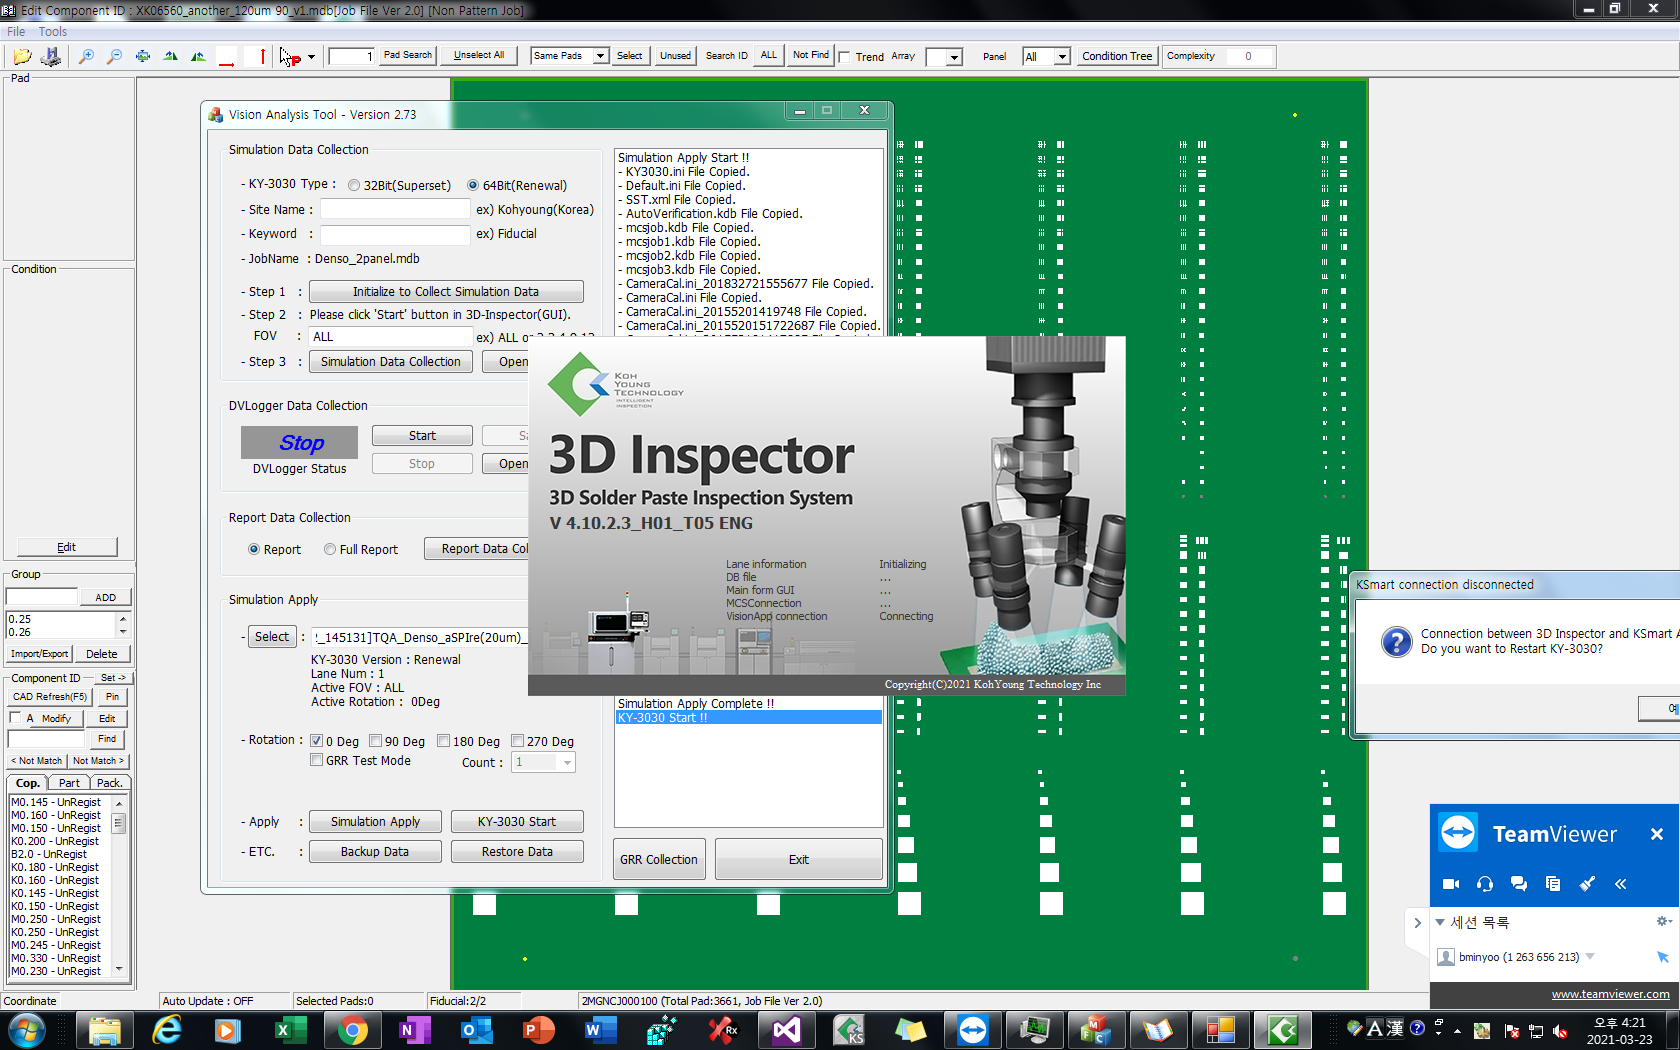 Edit Component ID : XK06560_another_120um 90_v1.mdb[Job File Ver 2.0] [Non Pattern Job]
File Tools
1 Pad Search Unselect All Same Pads Select Unused Search ID ALL Not Find Trend Array Panel All Condition Tree Complexity 0
Pad
Condition
Edit
Group
ADD
0.25
0.26
Import/Export Delete
Component ID Set ->
CAD Refresh(F5) Pin
A Modify Edit
Find
< Not Match Not Match >
Cop. Part Pack.
M0.145 - UnRegist
M0.160 - UnRegist
M0.150 - UnRegist
K0.200 - UnRegist
B2.0 - UnRegist
K0.180 - UnRegist
K0.160 - UnRegist
K0.145 - UnRegist
K0.150 - UnRegist
M0.250 - UnRegist
K0.250 - UnRegist
M0.245 - UnRegist
M0.330 - UnRegist
M0.230 - UnRegist
Vision Analysis Tool - Version 2.73
Simulation Data Collection
- KY-3030 Type : 32Bit(Superset) 64Bit(Renewal)
- Site Name : ex) Kohyoung(Korea)
- Keyword : ex) Fiducial
- JobName : Denso_2panel.mdb
- Step 1 : Initialize to Collect Simulation Data
- Step 2 : Please click 'Start' button in 3D-Inspector(GUI).
FOV : ALL ex) ALL
- Step 3 : Simulation Data Collection Open
DVLogger Data Collection
Stop Start
DVLogger Status Stop Open
Report Data Collection
Report Full Report Report Data Col
Simulation Apply
- Select : _145131]TQA_Denso_aSPIre(20um)_
KY-3030 Version : Renewal
Lane Num : 1
Active FOV : ALL
Active Rotation : 0Deg
- Rotation : 0 Deg 90 Deg 180 Deg 270 Deg
GRR Test Mode Count : 1
- Apply : Simulation Apply KY-3030 Start
- ETC. : Backup Data Restore Data
Simulation Apply Start !!
- KY3030.ini File Copied.
- Default.ini File Copied.
- SST.xml File Copied.
- AutoVerification.kdb File Copied.
- mcsjob.kdb File Copied.
- mcsjob1.kdb File Copied.
- mcsjob2.kdb File Copied.
- mcsjob3.kdb File Copied.
- CameraCal.ini_201832721555677 File Copied.
- CameraCal.ini File Copied.
- CameraCal.ini_20155201419748 File Copied.
- CameraCal.ini_20155201517226​87 File Copied.
Simulation Apply Complete !!
KY-3030 Start !!
GRR Collection Exit
KOH YOUNG TECHNOLOGY
INTELLIGENT INSPECTION
3D Inspector
3D Solder Paste Inspection System
V 4.10.2.3_H01_T05 ENG
Lane information Initializing
DB file ...
Main form GUI ...
MCSConnection ...
VisionApp connection Connecting
Copyright(C)2021 KohYoung Technology Inc
KSmart connection disconnected
Connection between 3D Inspector and KSmart A
Do you want to Restart KY-3030?
예
TeamViewer
세션 목록
bminyoo (1 263 656 213)
www.teamviewer.com
Coordinate Auto Update : OFF Selected Pads:0 Fiducial:2/2 2MGNCJ000100 (Total Pad:3661, Job File Ver 2.0)
A 漢
오후 4:21
2021-03-23